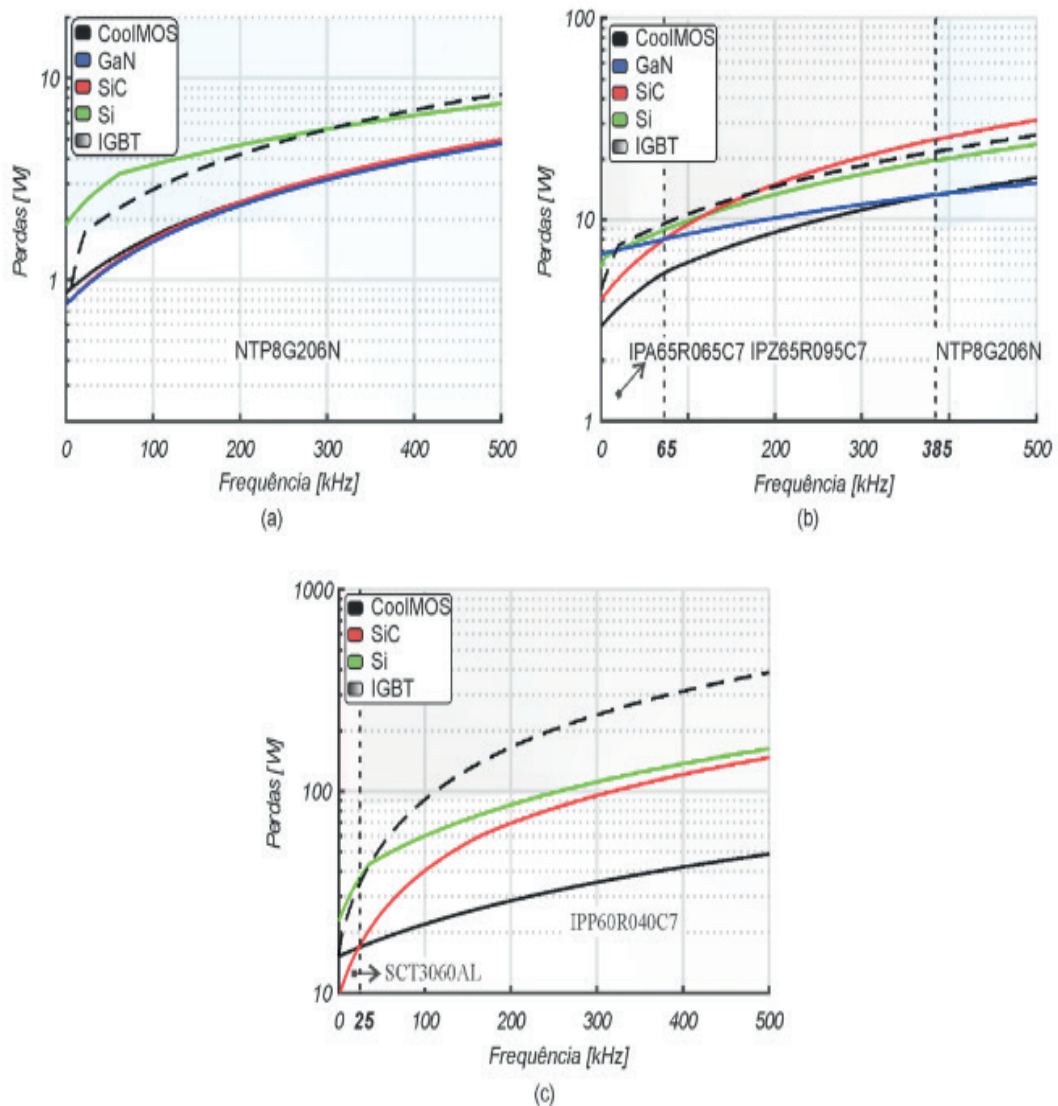 CoolMOS
GaN
SiC
Si
IGBT
10
1
Perdas [W]
NTP8G206N
0 100 200 300 400 500
Frequência [kHz]
(a)
100
10
1
CoolMOS
GaN
SiC
Si
IGBT
Perdas [W]
IPA65R065C7 IPZ65R095C7 NTP8G206N
0 65 200 300 385 500
Frequência [kHz]
(b)
1000
100
10
CoolMOS
SiC
Si
IGBT
Perdas [W]
IPP60R040C7
SCT3060AL
0 25 100 200 300 400 500
Frequência [kHz]
(c)